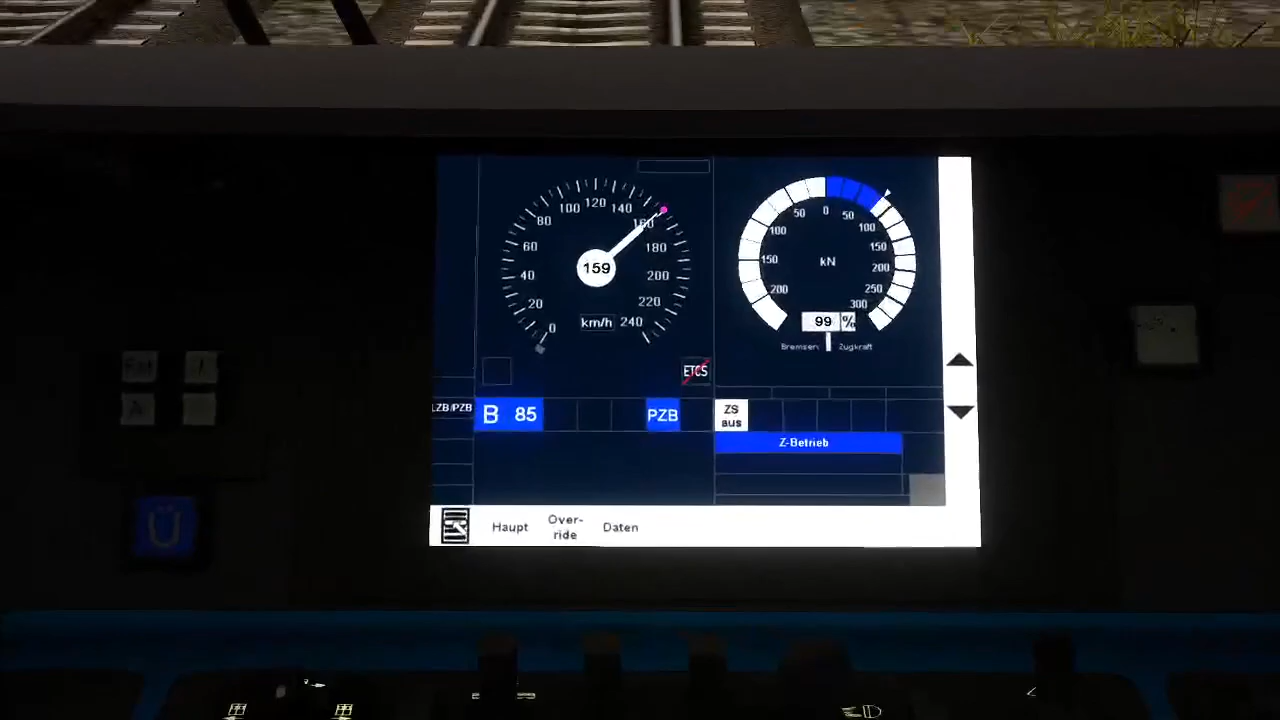 100 120 140
80 160
60 180
40 200
20 220
0 240
159
km/h
50 0 50
100 100
150 150
200 200
250
300
kN
99 %
Bremsen Zugkraft
ETCS
LZB/PZB
B 85
PZB
ZS
aus
Z-Betrieb
Haupt
Over-
ride
Daten
Ü